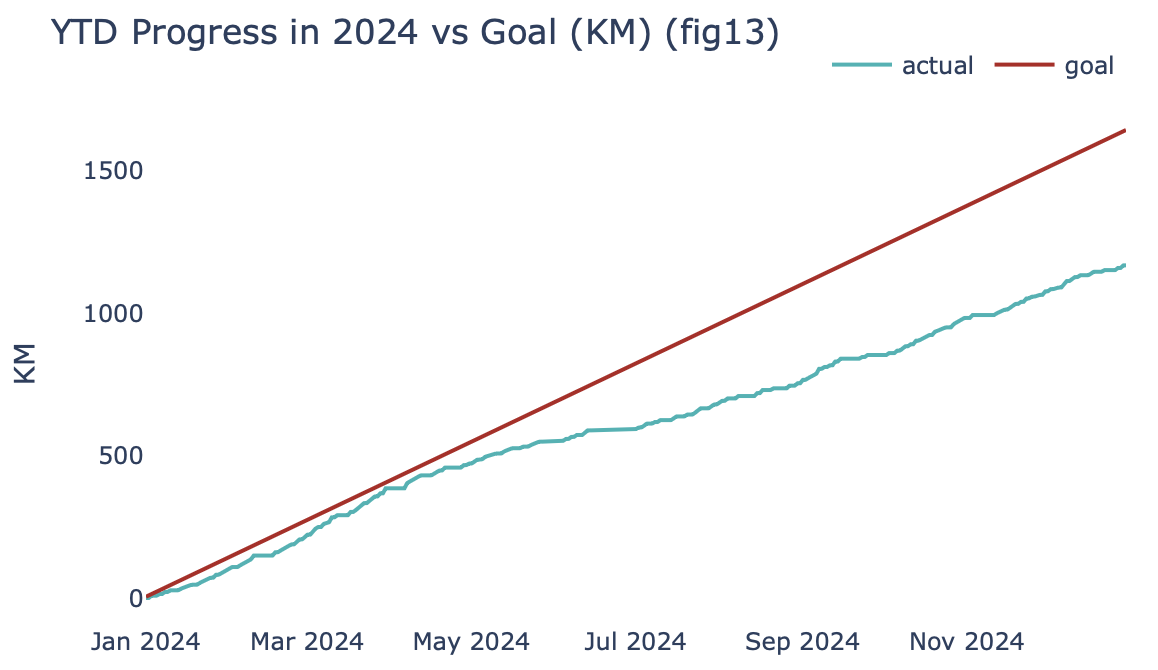 YTD Progress in 2024 vs Goal (KM) (fig13)
actual
goal
1500
1000
500
0
KM
Jan 2024
Mar 2024
May 2024
Jul 2024
Sep 2024
Nov 2024